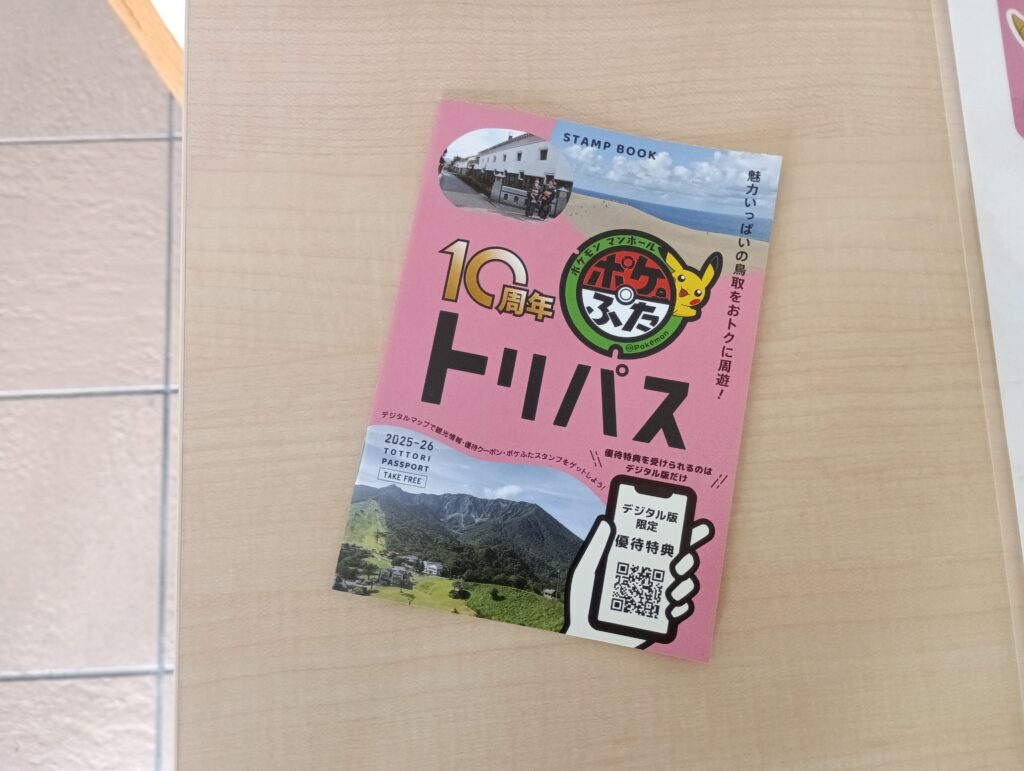 STAMP BOOK
魅力いっぱいの鳥取をおトクに周遊！
10周年
ポケモン マンホール
ポケ。
ふた
©Pokémon
トリパス
デジタルマップで観光情報・優待クーポン・ポケふたスタンプをゲットしよう！
2025-26
TOTTORI
PASSPORT
TAKE FREE
優待特典を受けられるのは
デジタル版だけ
デジタル版
限定
優待特典